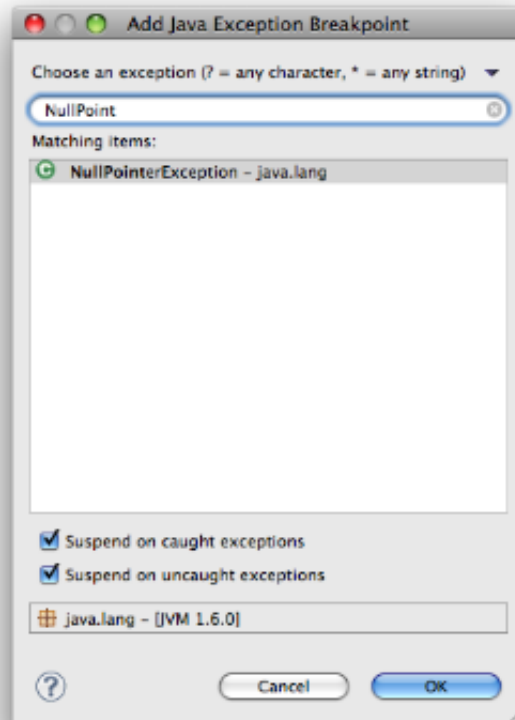 Add Java Exception Breakpoint
Choose an exception (? = any character, * = any string)
NullPoint
Matching items:
NullPointerException – java.lang
Suspend on caught exceptions
Suspend on uncaught exceptions
java.lang – [JVM 1.6.0]
Cancel OK